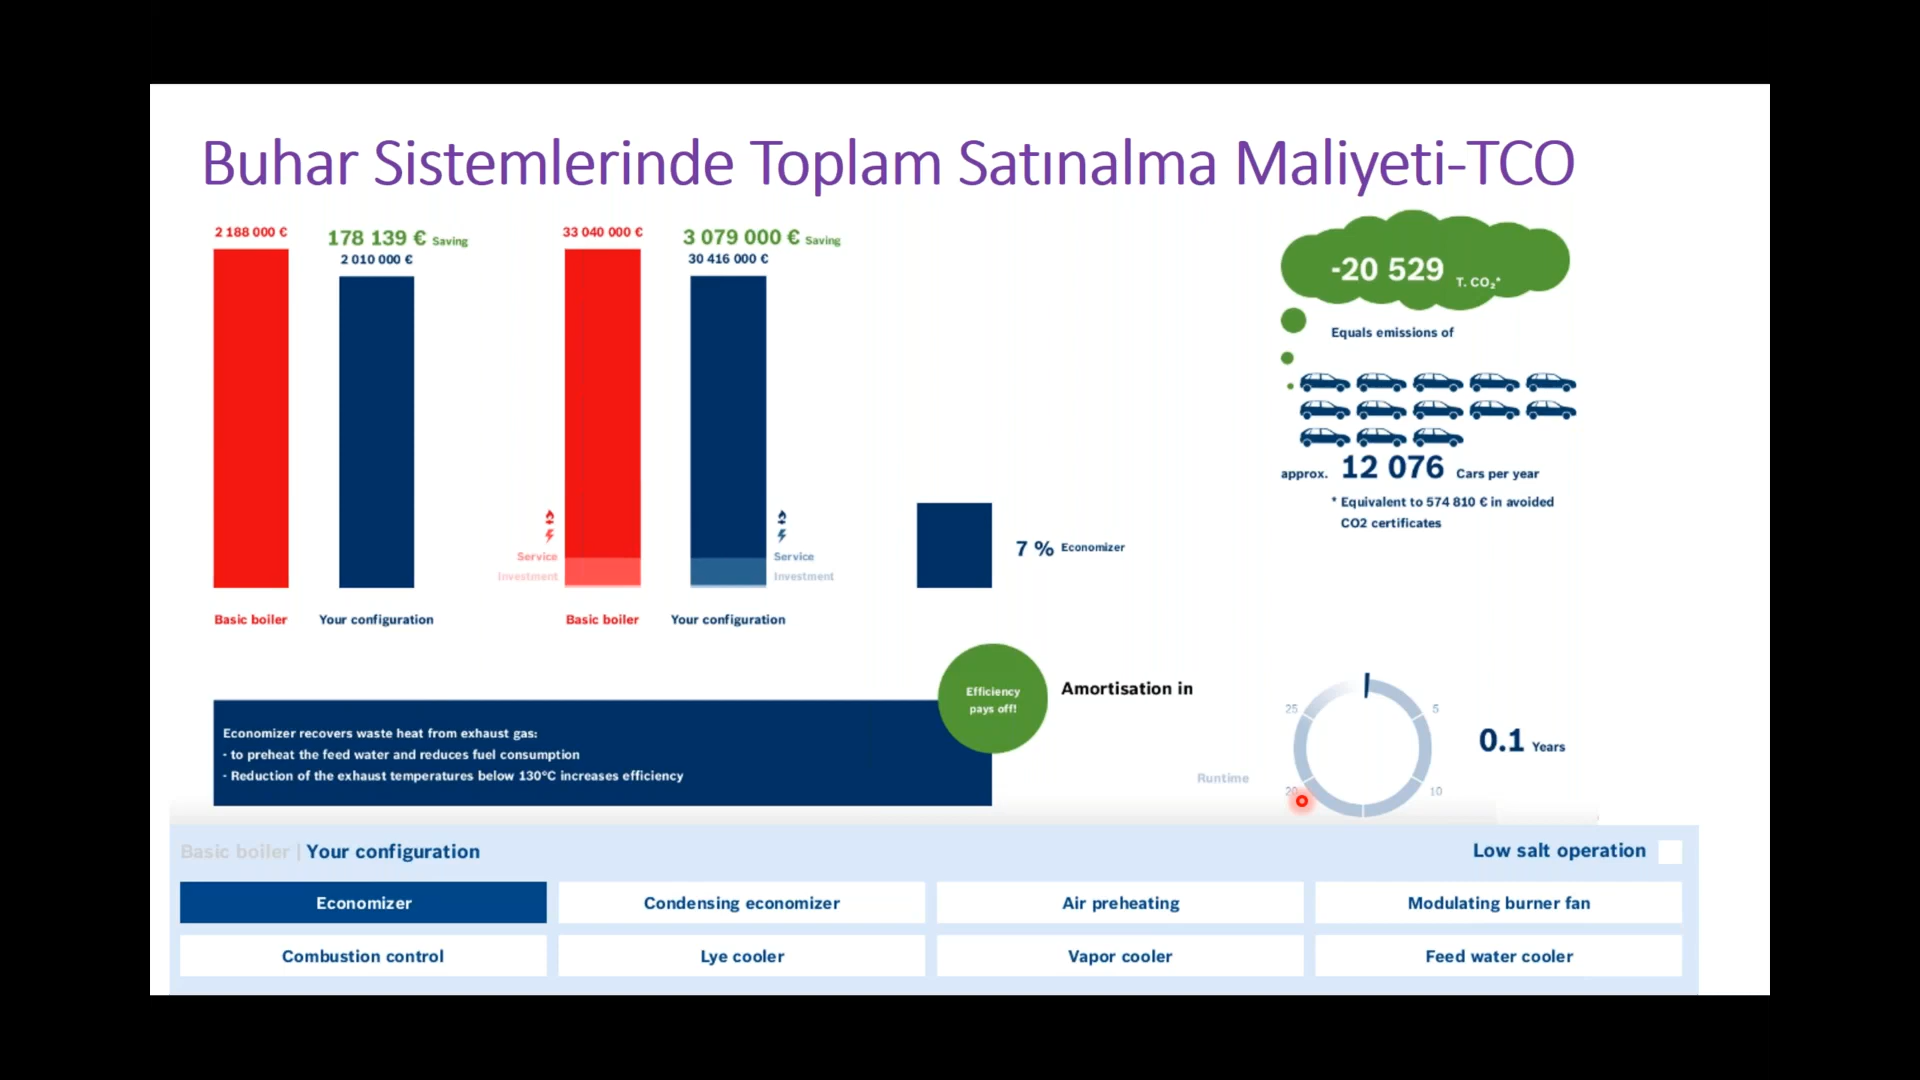 Buhar Sistemlerinde Toplam Satınalma Maliyeti-TCO
2 188 000 €
178 139 € Saving
2 010 000 €
33 040 000 €
3 079 000 € Saving
30 416 000 €
Service
Investment
Service
Investment
Basic boiler
Your configuration
Basic boiler
Your configuration
7 % Economizer
-20 529 T. CO₂*
Equals emissions of
approx. 12 076 Cars per year
* Equivalent to 574 810 € in avoided
CO2 certificates
Economizer recovers waste heat from exhaust gas:
- to preheat the feed water and reduces fuel consumption
- Reduction of the exhaust temperatures below 130°C increases efficiency
Efficiency
pays off!
Amortisation in
Runtime
25
5
20
10
0.1 Years
Basic boiler | Your configuration
Low salt operation
Economizer
Condensing economizer
Air preheating
Modulating burner fan
Combustion control
Lye cooler
Vapor cooler
Feed water cooler